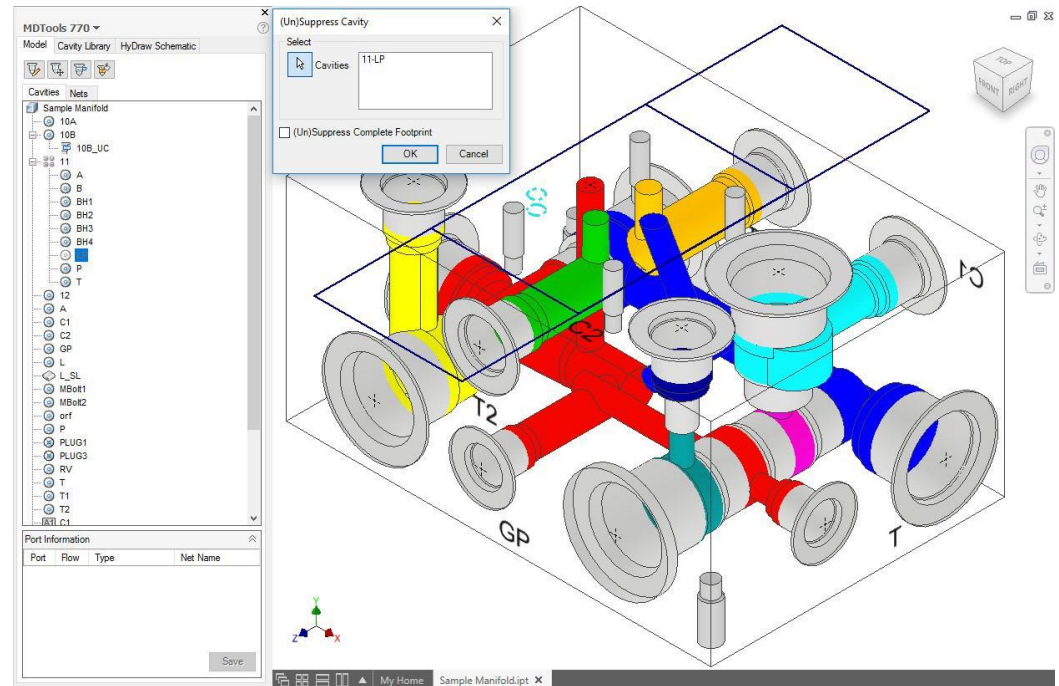 MDTools 770
Model Cavity Library HyDraw Schematic
Cavities Nets
Sample Manifold
10A
10B
10B_UC
11
A
B
BH1
BH2
BH3
BH4
P
T
12
A
C1
C2
GP
L
L_SL
MBolt1
MBolt2
orf
P
PLUG1
PLUG3
RV
T
T1
T2
C1
Port Information
Port Flow Type Net Name
Save
(Un)Suppress Cavity
Select
Cavities
11-LP
(Un)Suppress Complete Footprint
OK Cancel
TOP
FRONT RIGHT
C1
C2
T2
GP
T
Y
Z X
My Home Sample Manifold.ipt